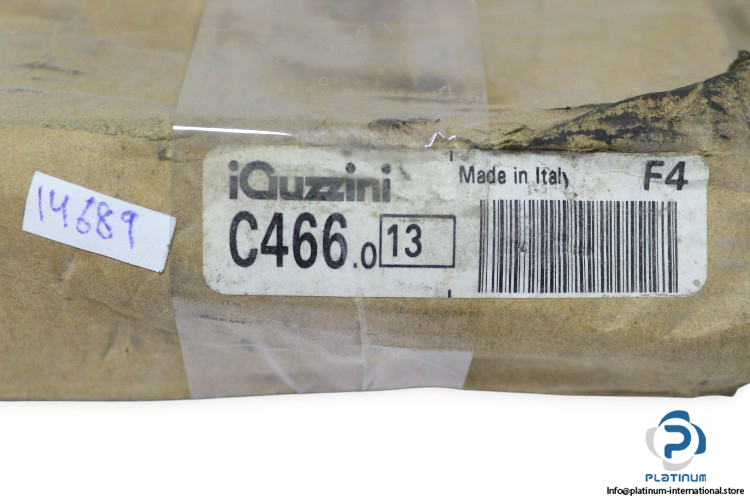 14689
iGuzzini
Made in Italy
F4
C466.0 13
PLATINUM
Info@platinum-international.store